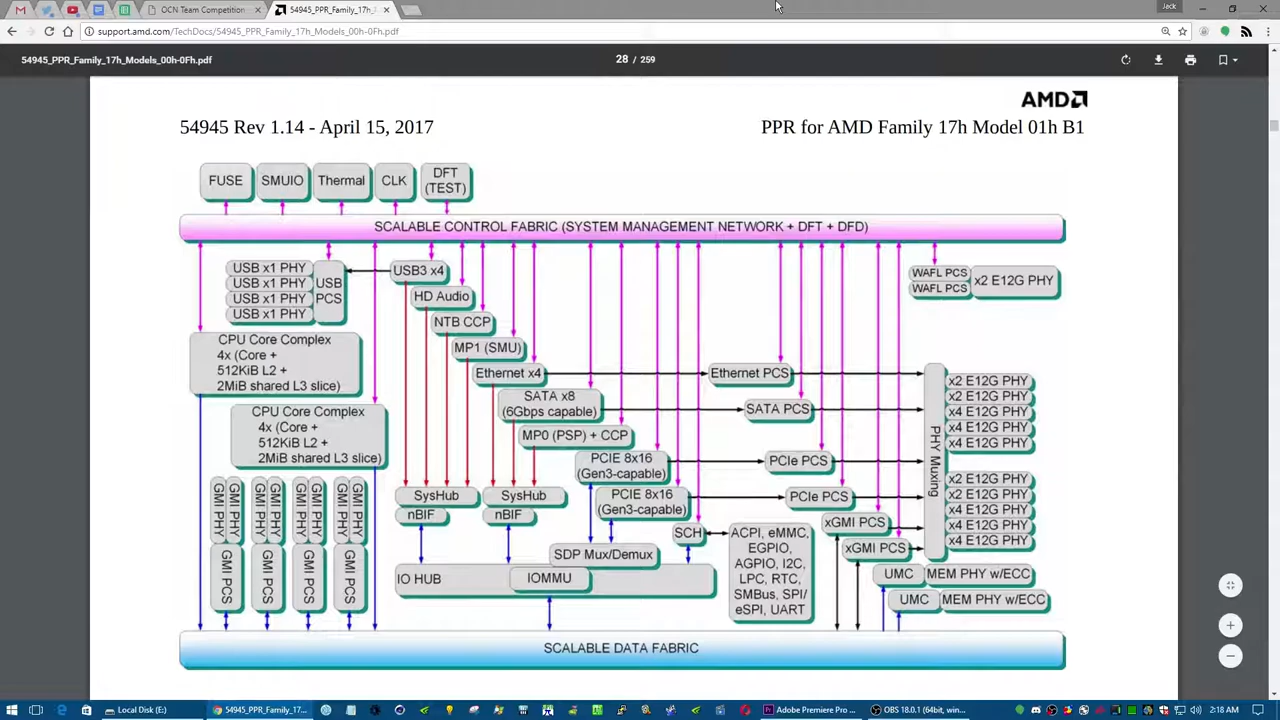 OCN Team Competition
54945_PPR_Family_17h_
Jack
support.amd.com/TechDocs/54945_PPR_Family_17h_Models_00h-0Fh.pdf
54945_PPR_Family_17h_Models_00h-0Fh.pdf
28 / 259
AMD
54945 Rev 1.14 - April 15, 2017
PPR for AMD Family 17h Model 01h B1
FUSE
SMUIO
Thermal
CLK
DFT
(TEST)
SCALABLE CONTROL FABRIC (SYSTEM MANAGEMENT NETWORK + DFT + DFD)
USB x1 PHY
USB x1 PHY
USB x1 PHY
USB x1 PHY
USB
PCS
USB3 x4
HD Audio
NTB CCP
MP1 (SMU)
Ethernet x4
SATA x8
(6Gbps capable)
MP0 (PSP) + CCP
PCIE 8x16
(Gen3-capable)
PCIE 8x16
(Gen3-capable)
WAFL PCS
WAFL PCS
x2 E12G PHY
CPU Core Complex
4x (Core +
512KiB L2 +
2MiB shared L3 slice)
CPU Core Complex
4x (Core +
512KiB L2 +
2MiB shared L3 slice)
Ethernet PCS
SATA PCS
PCIe PCS
PCIe PCS
xGMI PCS
xGMI PCS
PHY Muxing
x2 E12G PHY
x2 E12G PHY
x4 E12G PHY
x4 E12G PHY
x4 E12G PHY
x2 E12G PHY
x2 E12G PHY
x4 E12G PHY
x4 E12G PHY
x4 E12G PHY
GMI PHY
GMI PHY
GMI PHY
GMI PHY
GMI PHY
GMI PHY
GMI PHY
GMI PHY
GMI PCS
GMI PCS
GMI PCS
GMI PCS
SysHub
nBIF
SysHub
nBIF
SCH
ACPI, eMMC,
EGPIO,
AGPIO, I2C,
LPC, RTC,
SMBus, SPI/
eSPI, UART
SDP Mux/Demux
IO HUB
IOMMU
UMC
MEM PHY w/ECC
UMC
MEM PHY w/ECC
SCALABLE DATA FABRIC
Local Disk (E:)
54945_PPR_Family_17...
Adobe Premiere Pro ...
OBS 18.0.1 (64bit, win...
2:18 AM